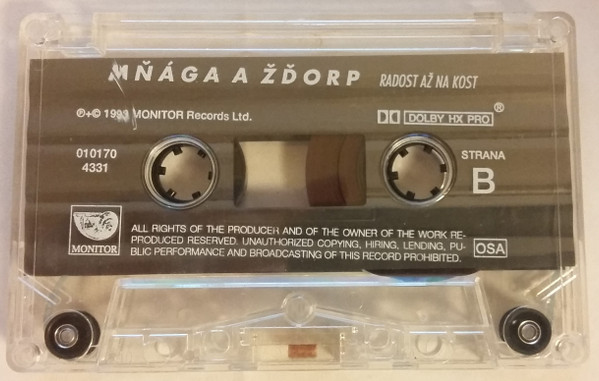 MŇÁGA A ŽĎORP RADOST AŽ NA KOST
℗+© 1993 MONITOR Records Ltd. DOLBY HX PRO ®
010170
4331
STRANA
B
MONITOR
ALL RIGHTS OF THE PRODUCER AND OF THE OWNER OF THE WORK RE-
PRODUCED RESERVED. UNAUTHORIZED COPYING, HIRING, LENDING, PU-
BLIC PERFORMANCE AND BROADCASTING OF THIS RECORD PROHIBITED.
OSA